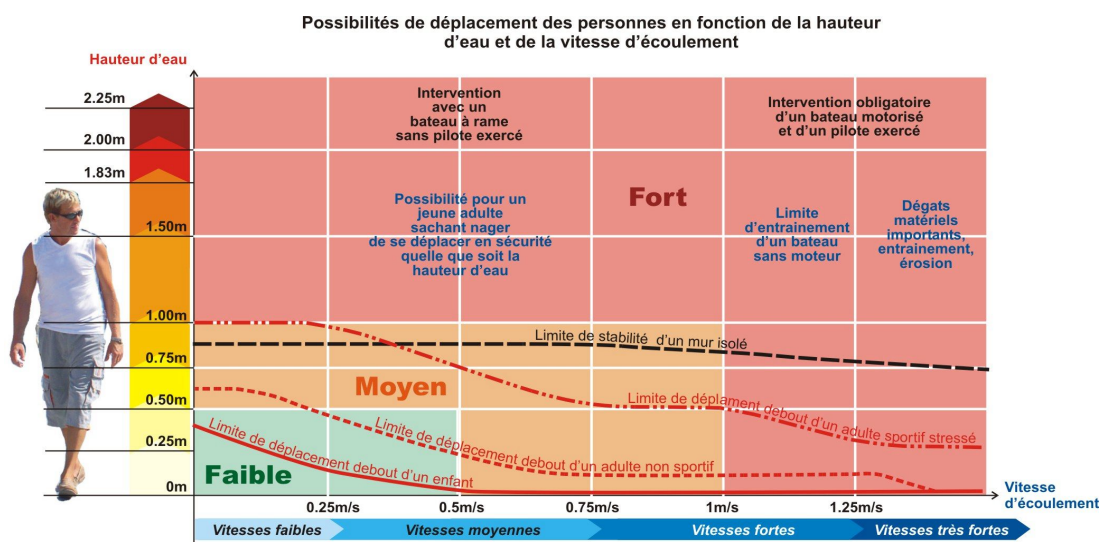 Possibilités de déplacement des personnes en fonction de la hauteur
d'eau et de la vitesse d'écoulement
Hauteur d'eau
2.25m
2.00m
1.83m
1.50m
1.00m
0.75m
0.50m
0.25m
0m
Intervention
avec un
bateau à rame
sans pilote exercé
Intervention obligatoire
d'un bateau motorisé
et d'un pilote exercé
Fort
Possibilité pour un
jeune adulte
sachant nager
de se déplacer en sécurité
quelle que soit la
hauteur d'eau
Limite
d'entrainement
d'un bateau
sans moteur
Dégats
matériels
importants,
entrainement,
érosion
Limite de stabilité d'un mur isolé
Moyen
Limite de déplament debout d'un adulte sportif stressé
Limite de déplacement debout d'un adulte non sportif
Limite de déplacement debout d'un enfant
Faible
0.25m/s
0.5m/s
0.75m/s
1m/s
1.25m/s
Vitesse
d'écoulement
Vitesses faibles
Vitesses moyennes
Vitesses fortes
Vitesses très fortes